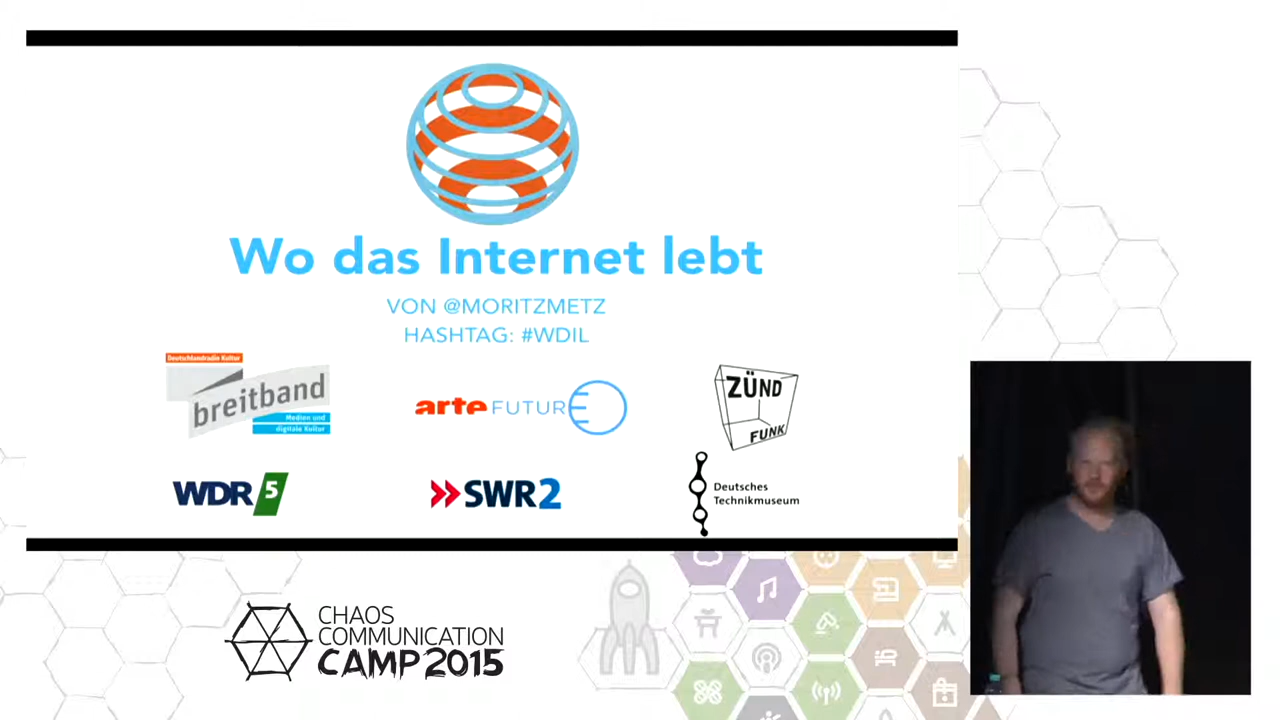 Wo das Internet lebt
VON @MORITZMETZ
HASHTAG: #WDIL
Deutschlandradio Kultur
breitband
Medien und
digitale Kultur
arte FUTUR
ZÜND
FUNK
WDR 5
SWR2
Deutsches
Technikmuseum
CHAOS
COMMUNICATION
CAMP 2015